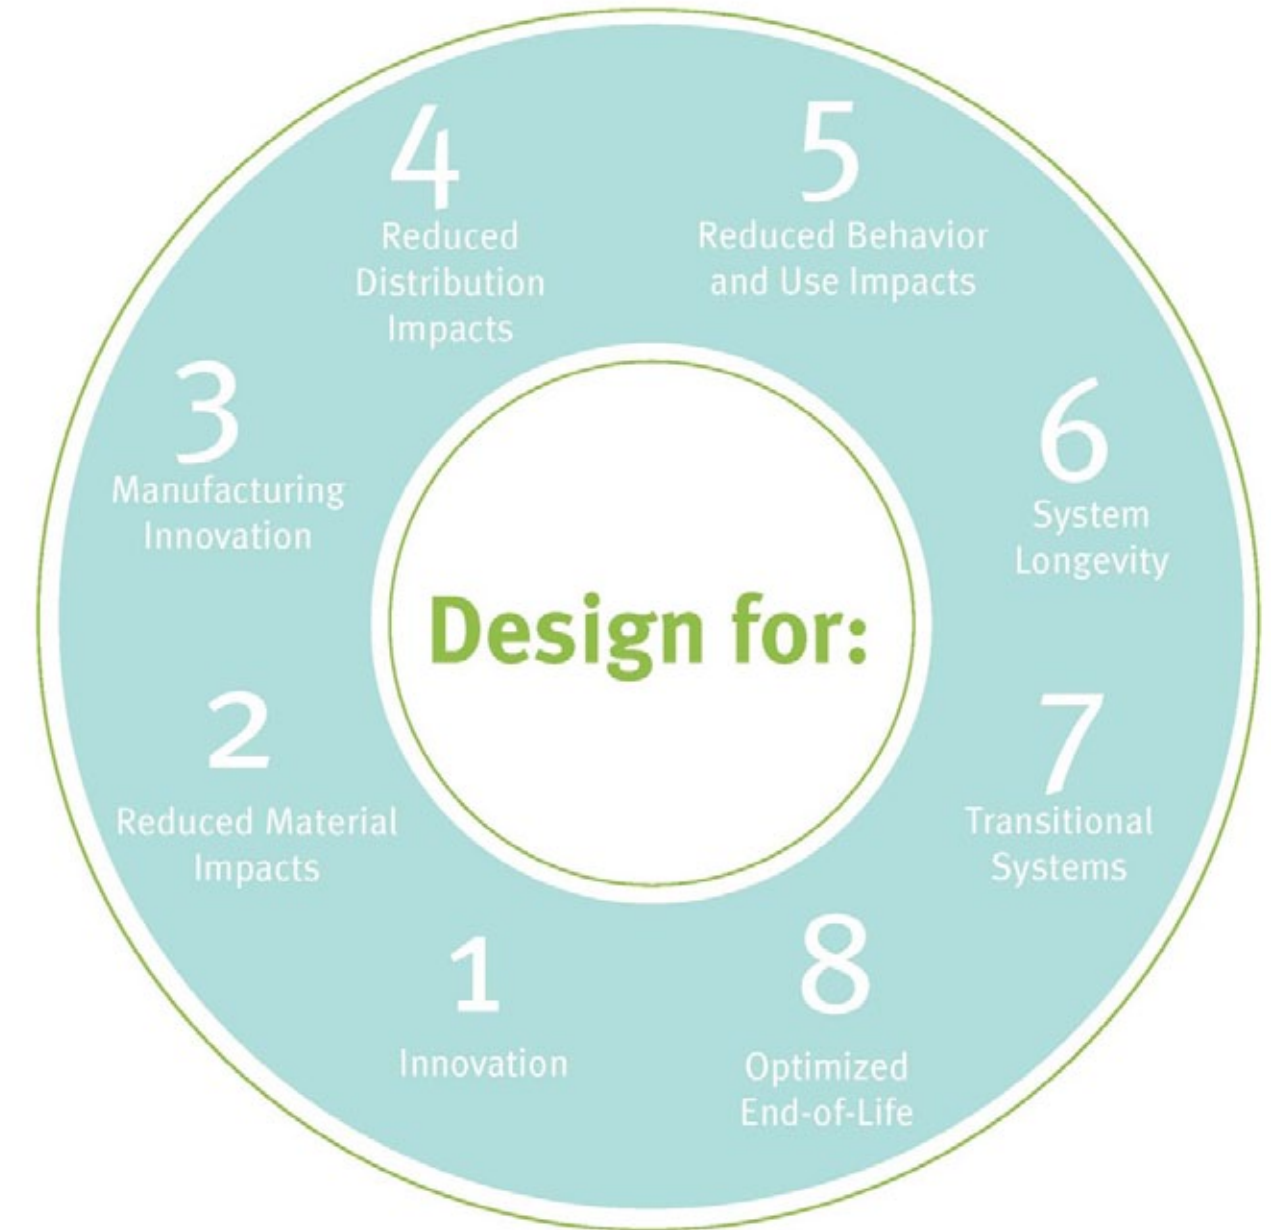 Design for:
1
Innovation
2
Reduced Material
Impacts
3
Manufacturing
Innovation
4
Reduced
Distribution
Impacts
5
Reduced Behavior
and Use Impacts
6
System
Longevity
7
Transitional
Systems
8
Optimized
End-of-Life